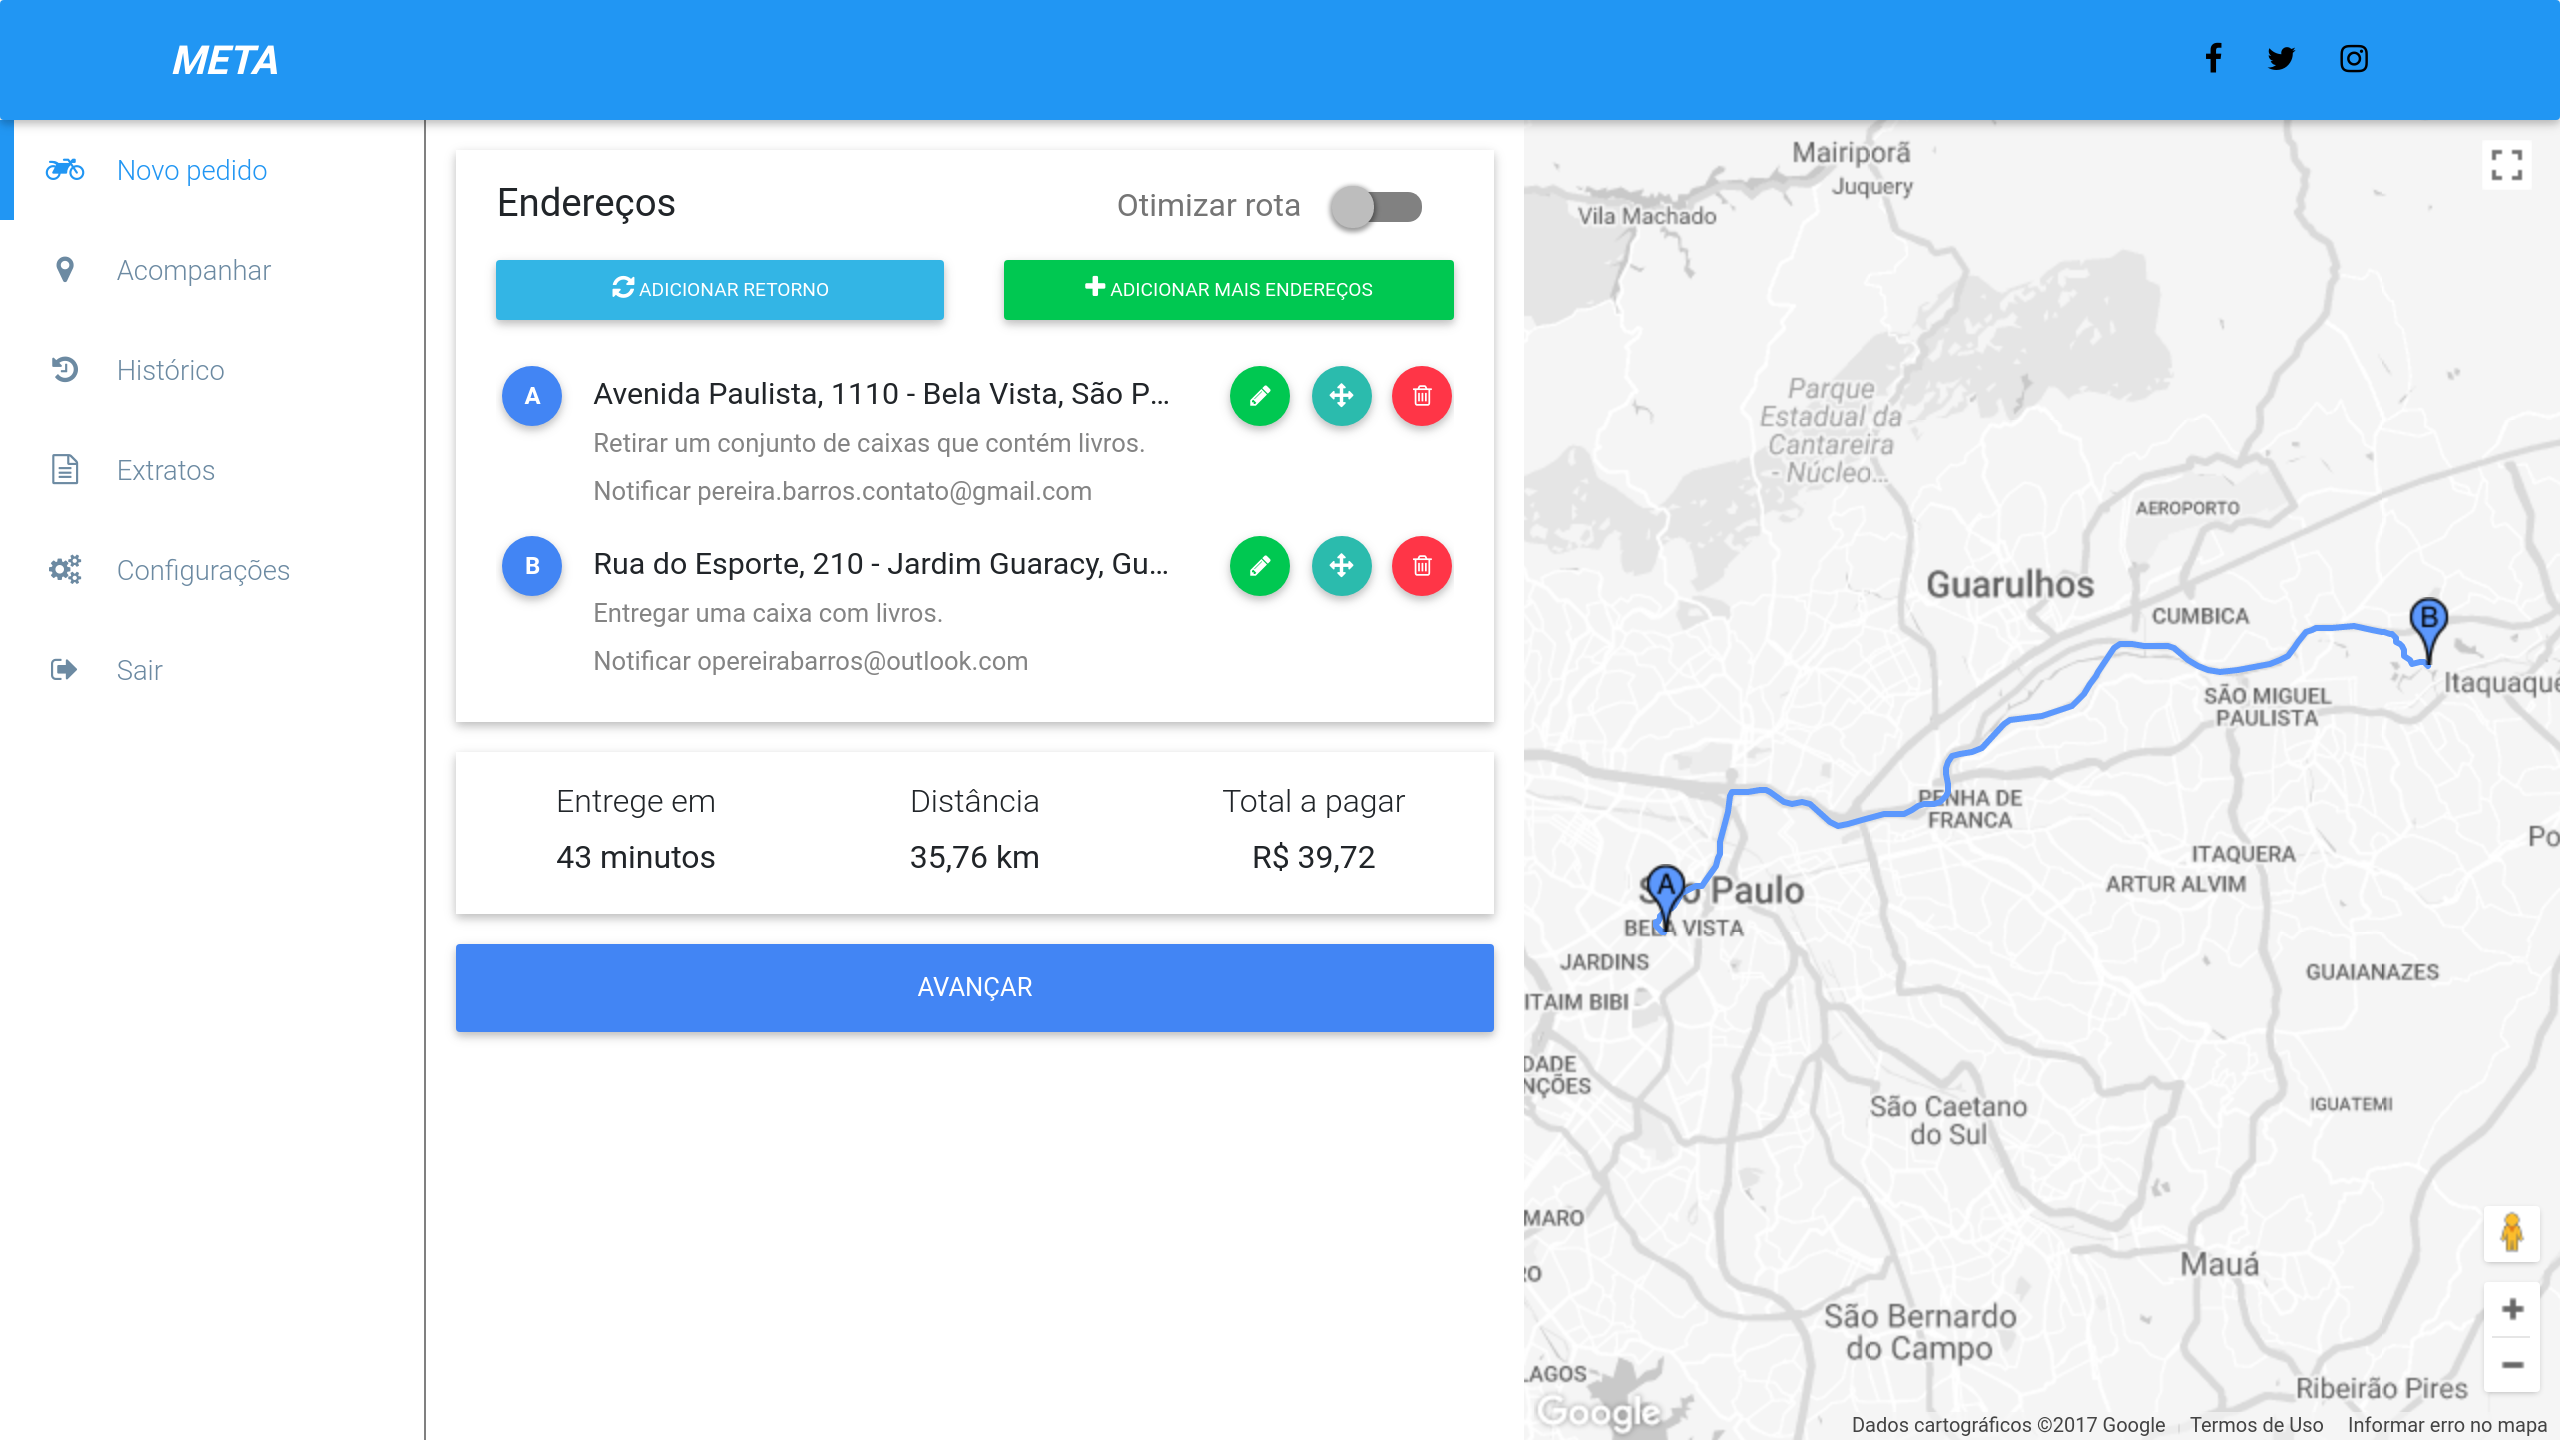 META
Novo pedido
Acompanhar
Histórico
Extratos
Configurações
Sair
Endereços
Otimizar rota
ADICIONAR RETORNO
ADICIONAR MAIS ENDEREÇOS
A
Avenida Paulista, 1110 - Bela Vista, São P...
Retirar um conjunto de caixas que contém livros.
Notificar pereira.barros.contato@gmail.com
B
Rua do Esporte, 210 - Jardim Guaracy, Gu...
Entregar uma caixa com livros.
Notificar opereirabarros@outlook.com
Entrege em
43 minutos
Distância
35,76 km
Total a pagar
R$ 39,72
AVANÇAR
Mairiporã
Juquery
Vila Machado
Parque
Estadual da
Cantareira
- Núcleo...
AEROPORTO
Guarulhos
CUMBICA
B
Itaquaque
SÃO MIGUEL
PAULISTA
PENHA DE
FRANCA
Po
ITAQUERA
ARTUR ALVIM
A
São Paulo
BELA VISTA
JARDINS
GUAIANAZES
ITAIM BIBI
DADE
NÇÕES
São Caetano
do Sul
IGUATEMI
MARO
RO
Mauá
São Bernardo
do Campo
LAGOS
Ribeirão Pires
Google
Dados cartográficos ©2017 Google
Termos de Uso
Informar erro no mapa